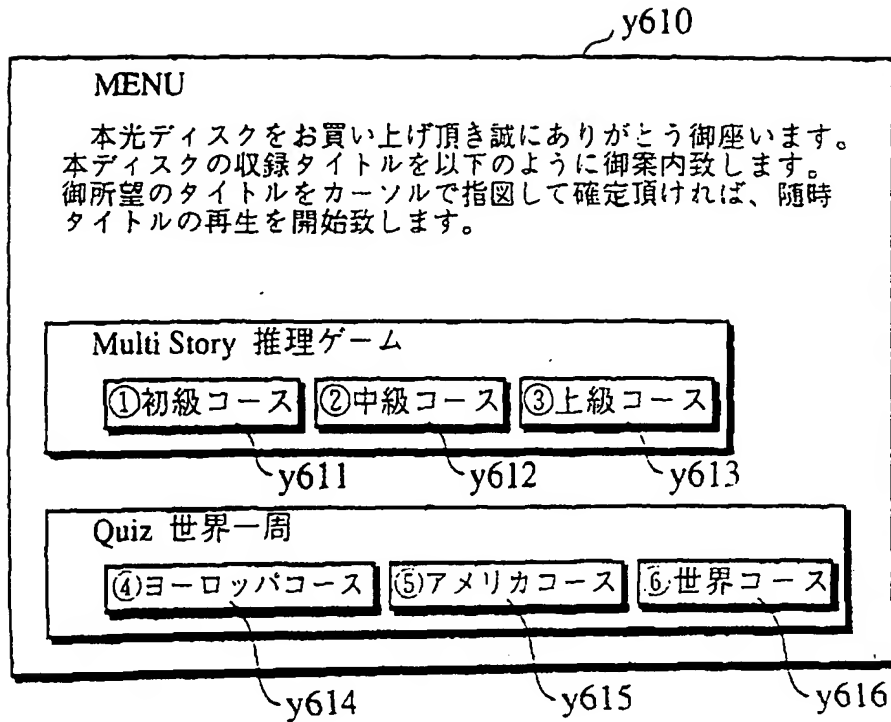 y610
MENU
本光ディスクをお買い上げ頂き誠にありがとう御座います。
本ディスクの収録タイトルを以下のように御案内致します。
御所望のタイトルをカーソルで指図して確定頂ければ、随時
タイトルの再生を開始致します。
Multi Story 推理ゲーム
①初級コース ②中級コース ③上級コース
y611 y612 y613
Quiz 世界一周
④ヨーロッパコース ⑤アメリカコース ⑥世界コース
y614 y615 y616